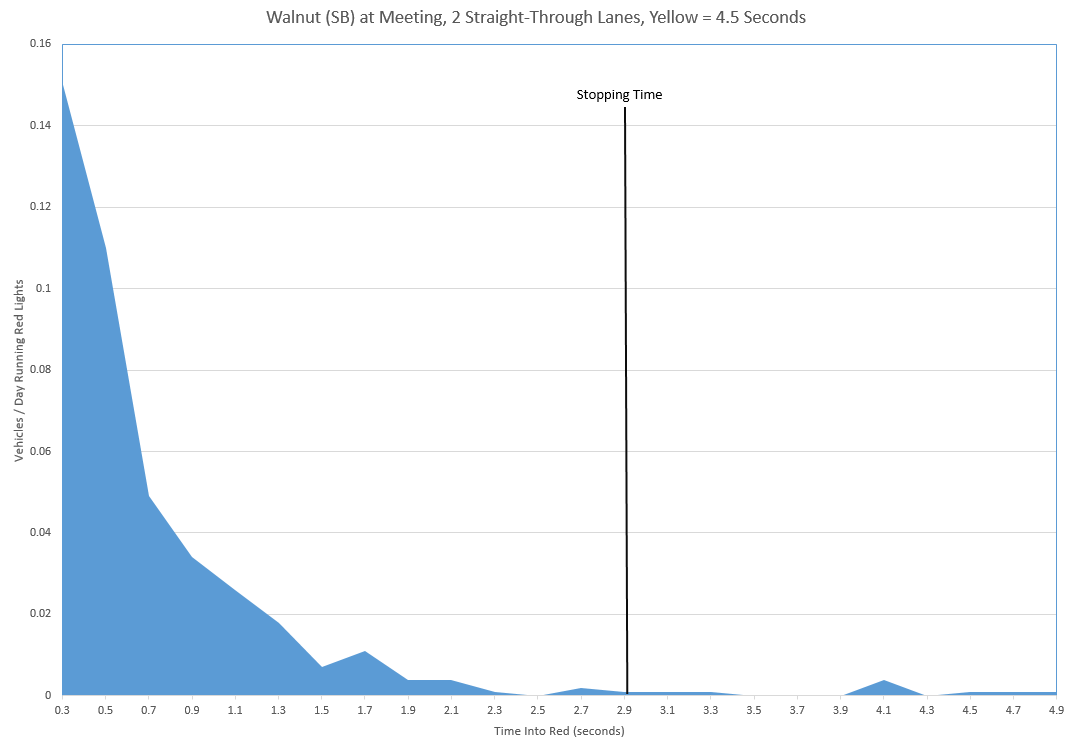 Walnut (SB) at Meeting, 2 Straight-Through Lanes, Yellow = 4.5 Seconds
0.16
Stopping Time
0.14
0.12
0.1
0.08
0.06
0.04
0.02
0
Vehicles / Day Running Red Lights
0.3 0.5 0.7 0.9 1.1 1.3 1.5 1.7 1.9 2.1 2.3 2.5 2.7 2.9 3.1 3.3 3.5 3.7 3.9 4.1 4.3 4.5 4.7 4.9
Time Into Red (seconds)